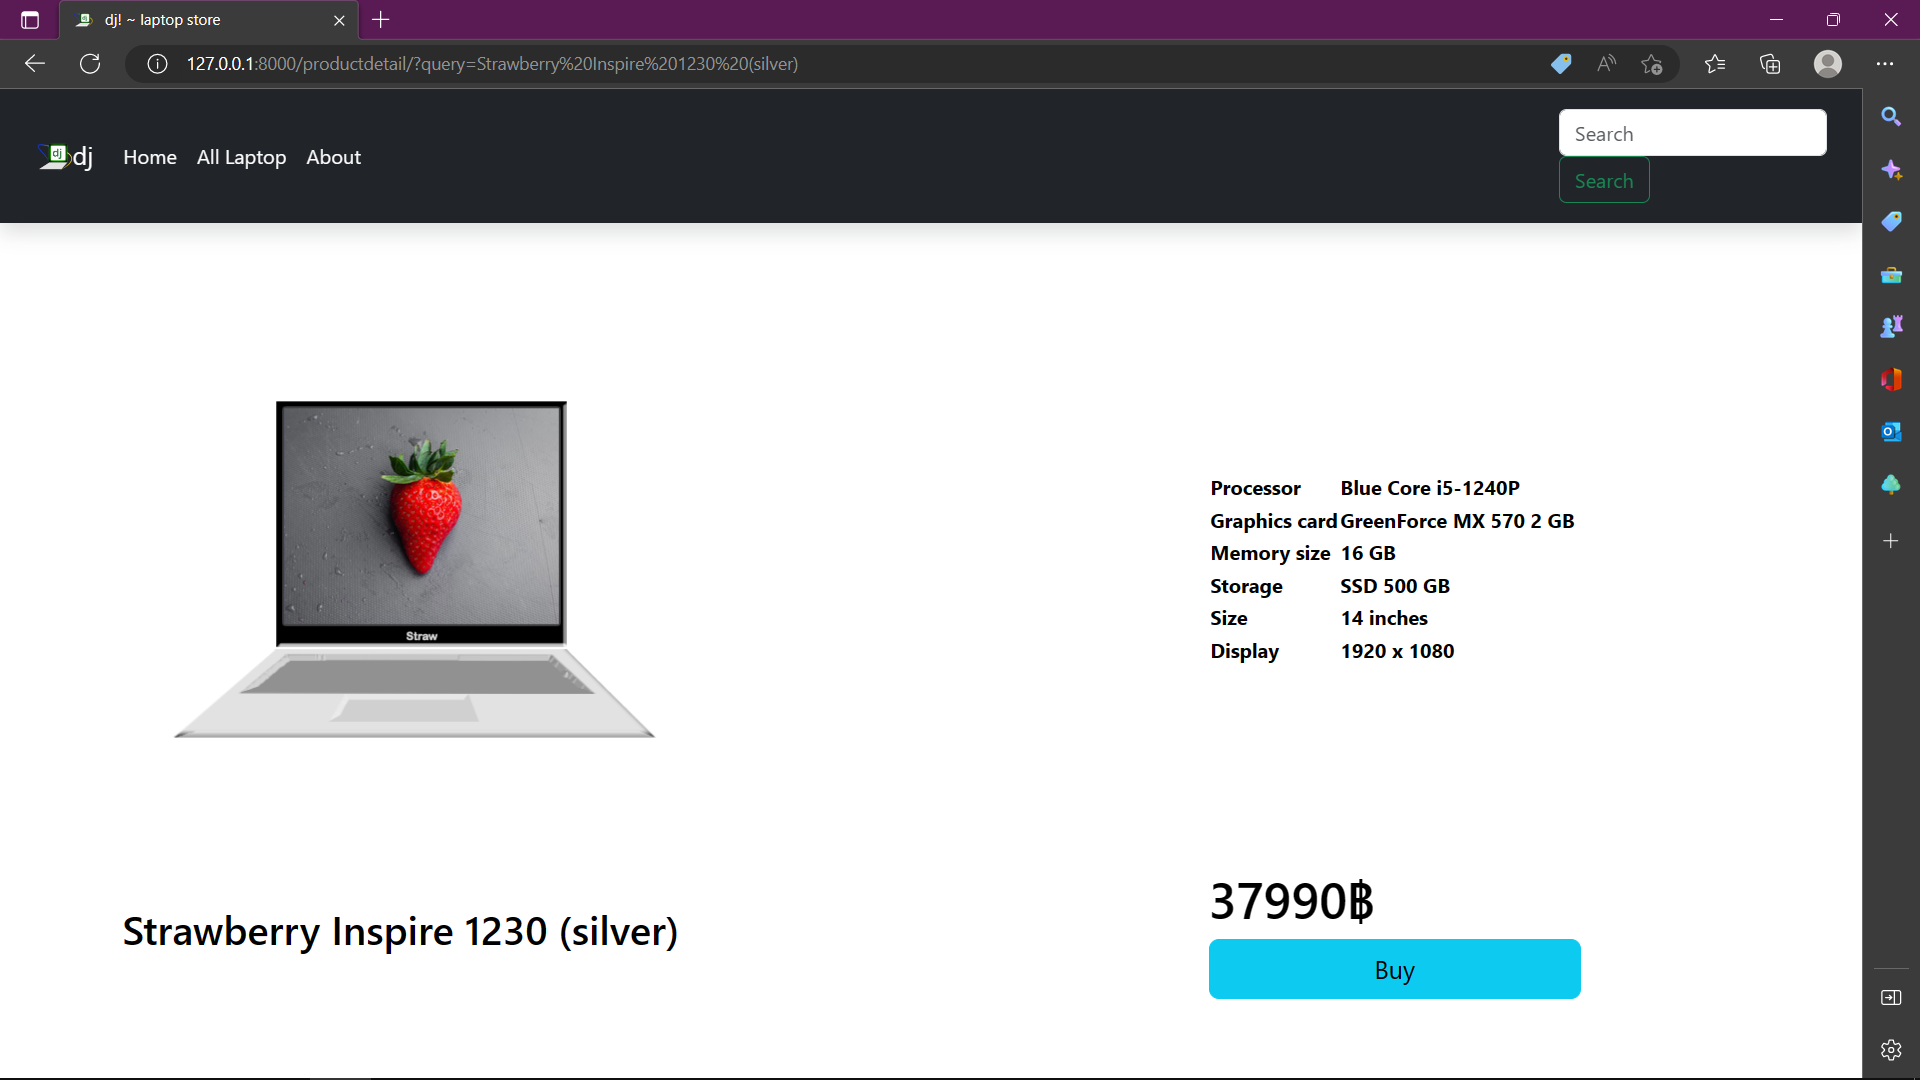 dj! ~ laptop store
127.0.0.1:8000/productdetail/?query=Strawberry%20Inspire%201230%20(silver)
dj dj Home All Laptop About
Search
Search
Straw
Processor Blue Core i5-1240P
Graphics card GreenForce MX 570 2 GB
Memory size 16 GB
Storage SSD 500 GB
Size 14 inches
Display 1920 x 1080
Strawberry Inspire 1230 (silver)
37990฿
Buy